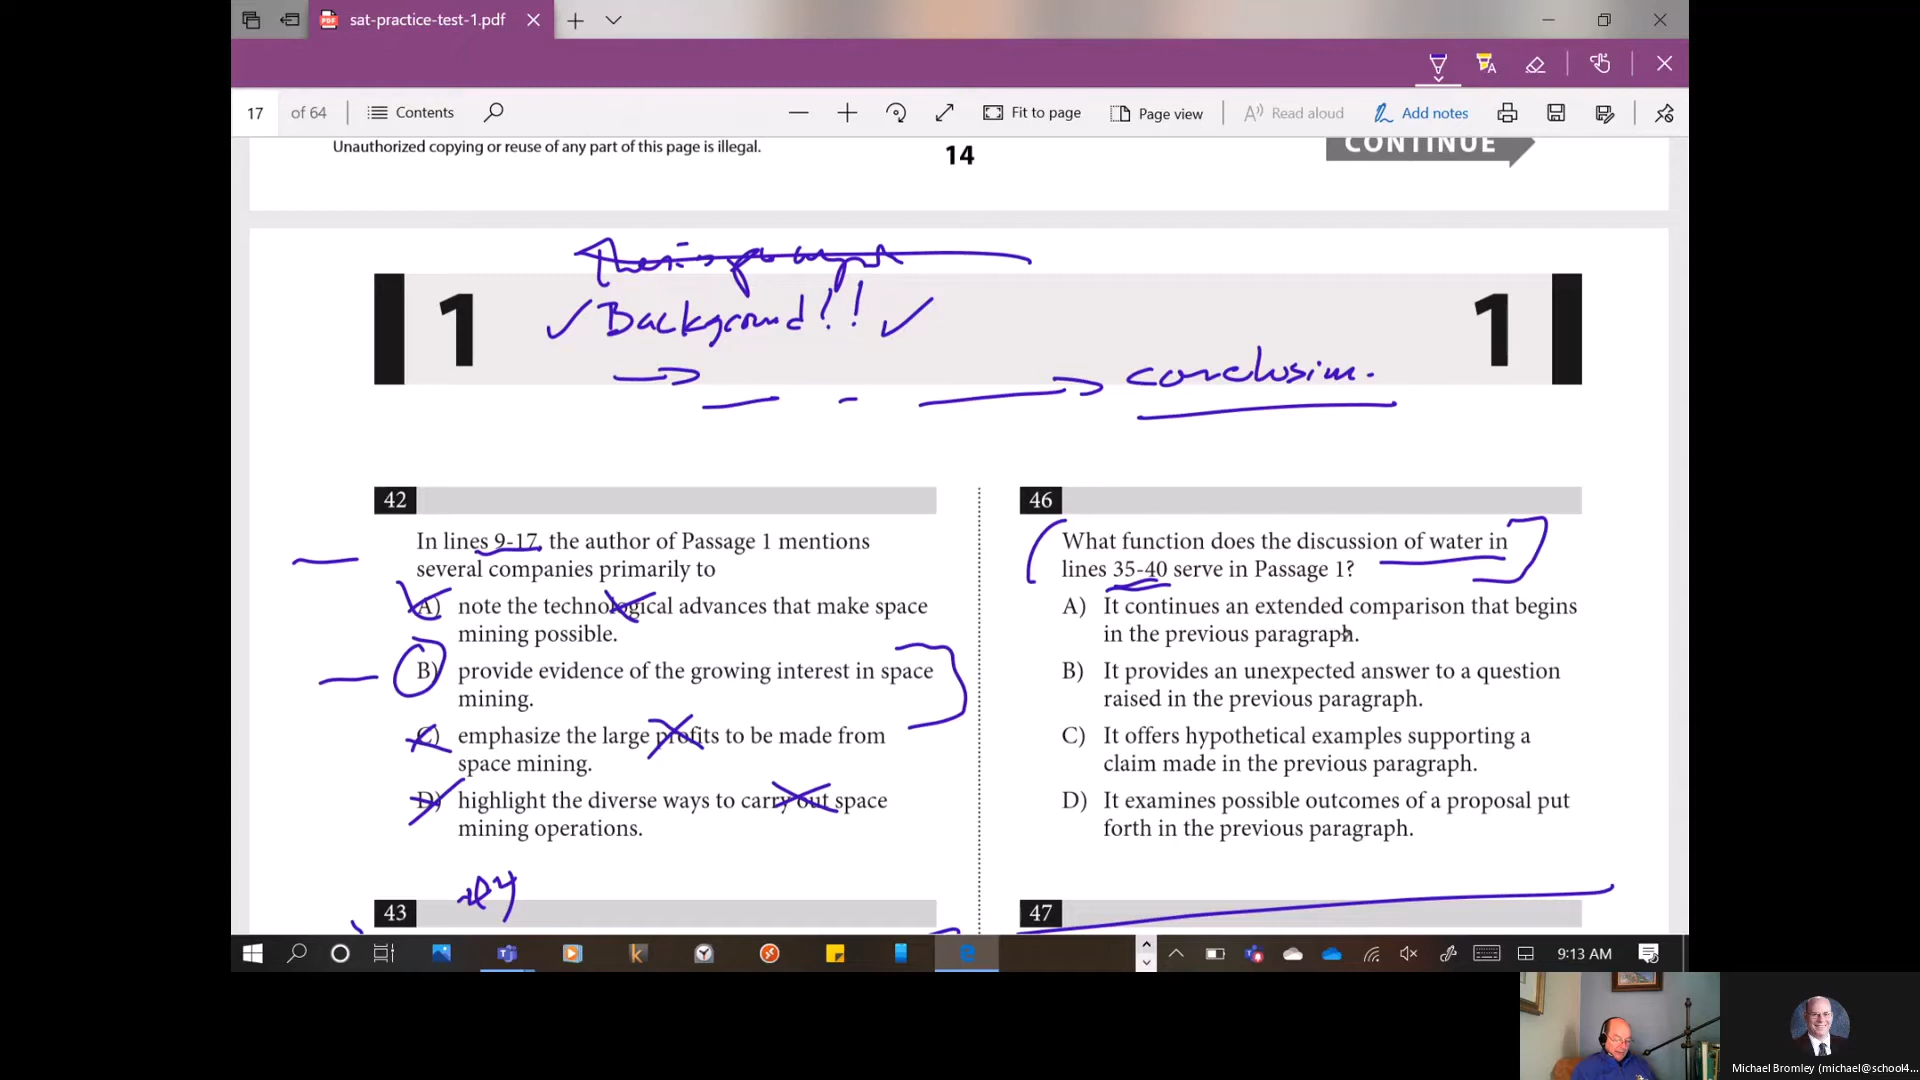 sat-practice-test-1.pdf
17 of 64
Contents
Fit to page
Page view
Read aloud
Add notes
Unauthorized copying or reuse of any part of this page is illegal.
14
CONTINUE
1
Background!!
conclusion.
1
42
In lines 9-17, the author of Passage 1 mentions
several companies primarily to
A) note the technological advances that make space
mining possible.
B) provide evidence of the growing interest in space
mining.
C) emphasize the large profits to be made from
space mining.
D) highlight the diverse ways to carry out space
mining operations.
43
46
What function does the discussion of water in
lines 35-40 serve in Passage 1?
A) It continues an extended comparison that begins
in the previous paragraph.
B) It provides an unexpected answer to a question
raised in the previous paragraph.
C) It offers hypothetical examples supporting a
claim made in the previous paragraph.
D) It examines possible outcomes of a proposal put
forth in the previous paragraph.
47
9:13 AM
Michael Bromley (michael@school4...